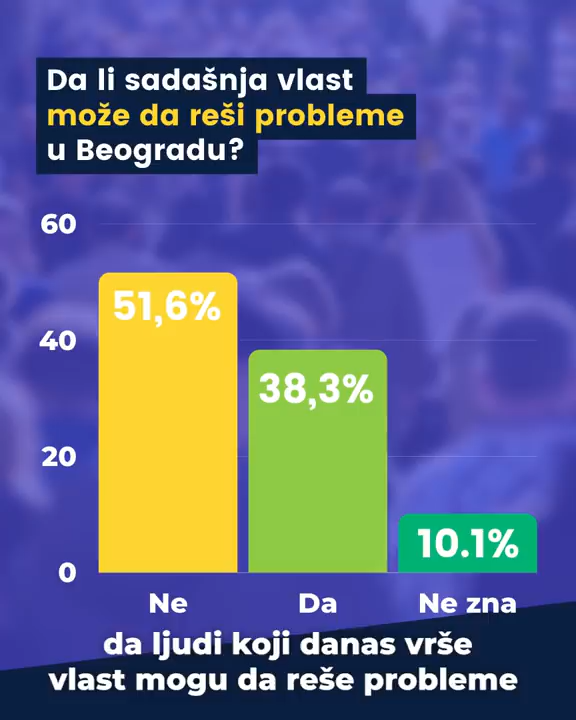 Da li sadašnja vlast
može da reši probleme
u Beogradu?
60
51,6%
40
38,3%
20
10.1%
0
Ne Da Ne zna
da ljudi koji danas vrše
vlast mogu da reše probleme